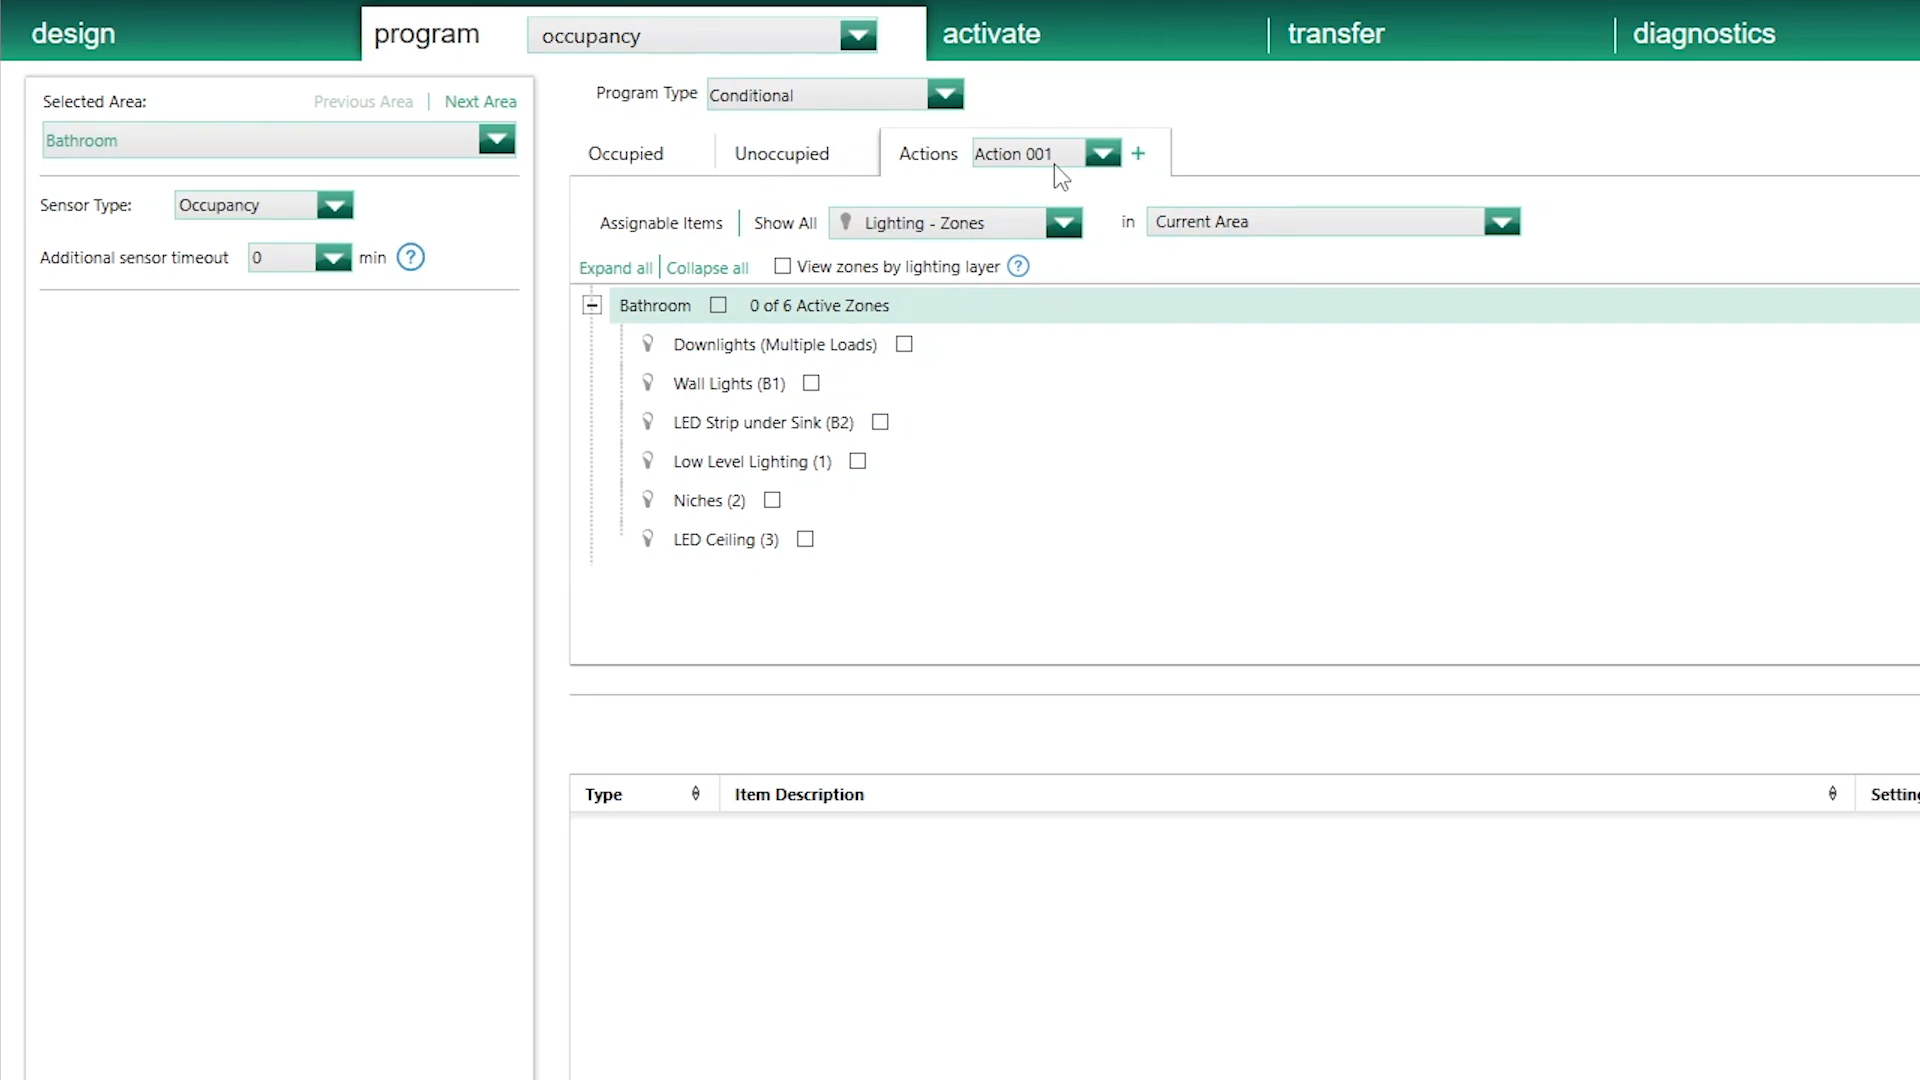 design program occupancy activate transfer diagnostics
Selected Area: Previous Area Next Area
Bathroom
Sensor Type: Occupancy
Additional sensor timeout 0 min ?
Program Type Conditional
Occupied Unoccupied Actions Action 001 +
Assignable Items Show All Lighting - Zones in Current Area
Expand all Collapse all View zones by lighting layer ?
Bathroom 0 of 6 Active Zones
Downlights (Multiple Loads)
Wall Lights (B1)
LED Strip under Sink (B2)
Low Level Lighting (1)
Niches (2)
LED Ceiling (3)
Type Item Description Setting